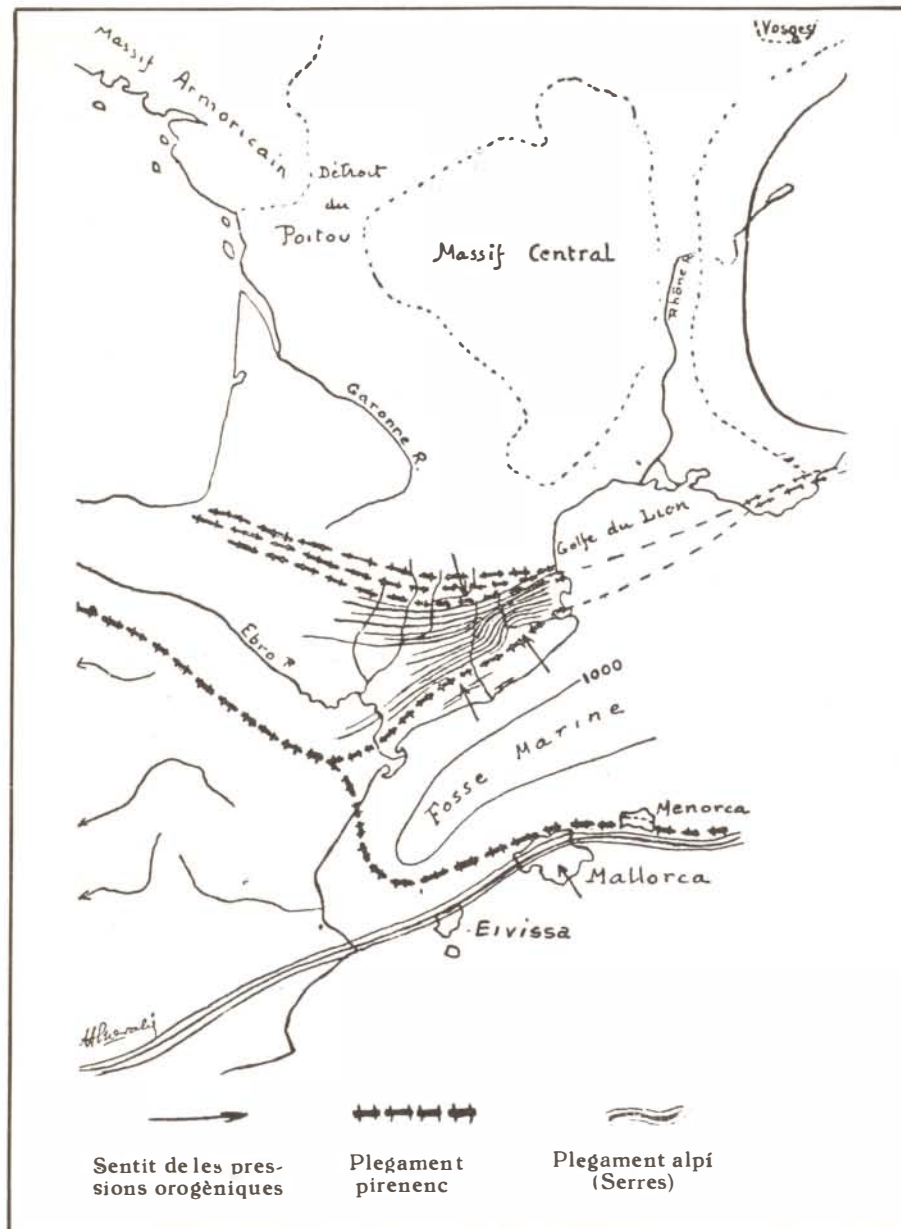 Vosges
Massif Armoricain
Détroit
du
Poitou
Massif Central
Rhône R.
Garonne R.
Golfe du Lion
Ebro R
1000
Fosse Marine
Menorca
Mallorca
Eivissa
Sentit de les pres-
sions orogèniques
Plegament
pirenenc
Plegament alpí
(Serres)